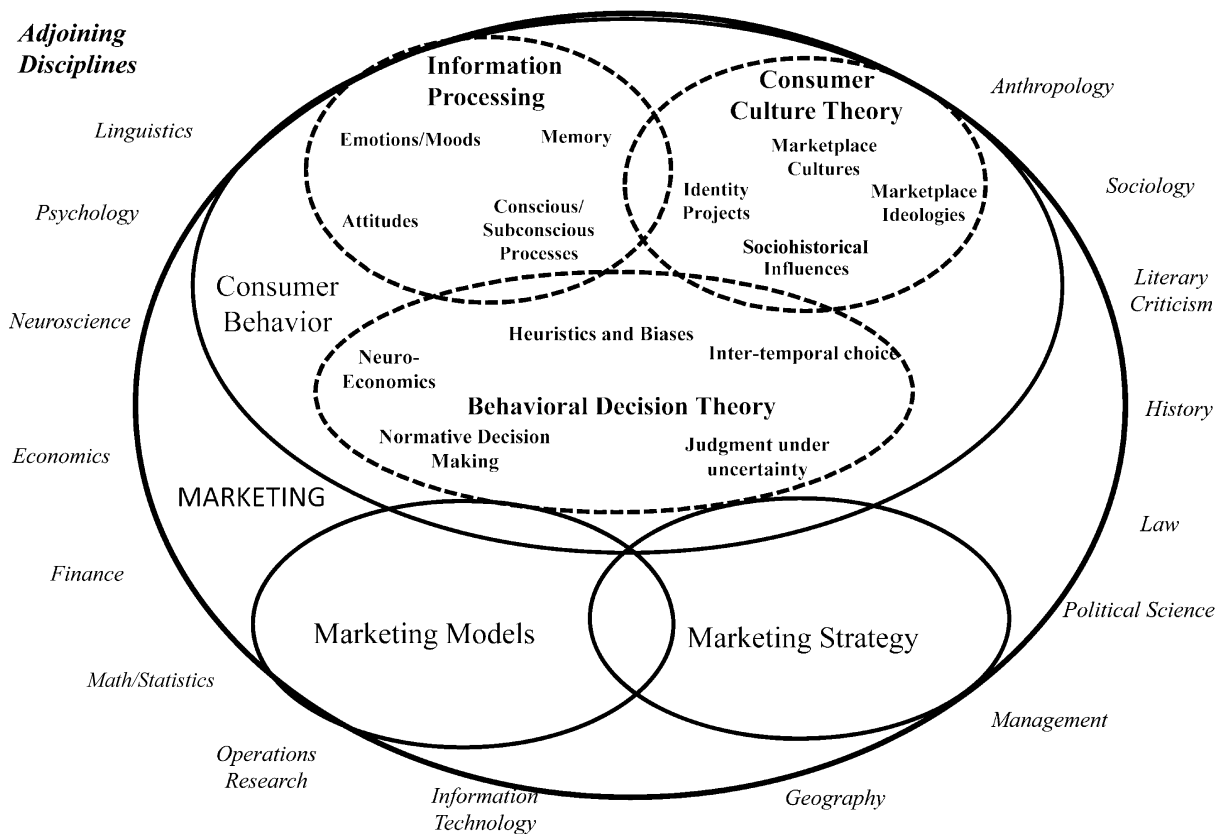 Adjoining
Disciplines
Information
Processing
Emotions/Moods
Memory
Attitudes
Conscious/
Subconscious
Processes
Consumer
Culture Theory
Marketplace
Cultures
Identity
Projects
Marketplace
Ideologies
Sociohistorical
Influences
Consumer
Behavior
Heuristics and Biases
Inter-temporal choice
Neuro-
Economics
Behavioral Decision Theory
Normative Decision
Making
Judgment under
uncertainty
MARKETING
Marketing Models
Marketing Strategy
Linguistics
Psychology
Neuroscience
Economics
Finance
Math/Statistics
Operations
Research
Information
Technology
Geography
Management
Political Science
Law
History
Literary
Criticism
Sociology
Anthropology